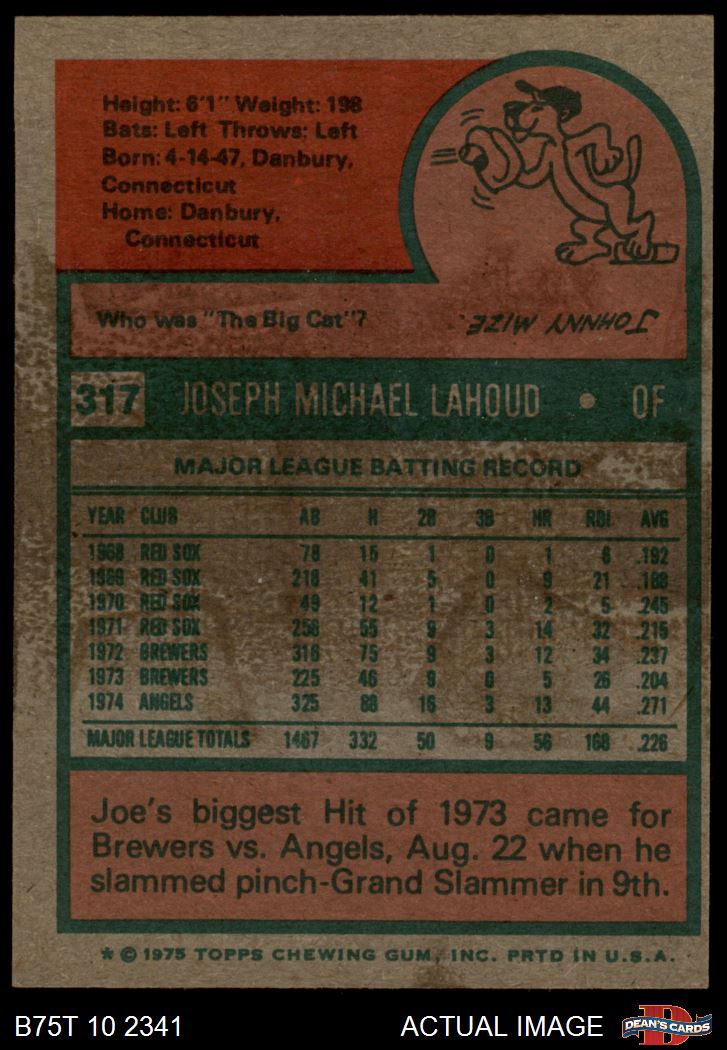 Height: 6'1" Weight: 198
Bats: Left Throws: Left
Born: 4-14-47, Danbury,
Connecticut
Home: Danbury,
Connecticut
Who was "The Big Cat"?
JOHNNY MIZE.
317 JOSEPH MICHAEL LAHOUD • OF
MAJOR LEAGUE BATTING RECORD
YEAR CLUB AB H 2B 3B HR RBI AVG
1968 RED SOX 78 15 1 0 1 6 .192
1969 RED SOX 218 41 5 0 9 21 .188
1970 RED SOX 49 12 1 0 2 5 .245
1971 RED SOX 256 55 9 3 14 32 .215
1972 BREWERS 316 75 9 3 12 34 .237
1973 BREWERS 225 46 9 0 5 26 .204
1974 ANGELS 325 88 16 3 13 44 .271
MAJOR LEAGUE TOTALS 1467 332 50 9 56 168 .226
Joe's biggest Hit of 1973 came for
Brewers vs. Angels, Aug. 22 when he
slammed pinch-Grand Slammer in 9th.
* © 1975 TOPPS CHEWING GUM, INC. PRTD IN U.S.A.
B75T 10 2341 ACTUAL IMAGE DEAN'S CARDS